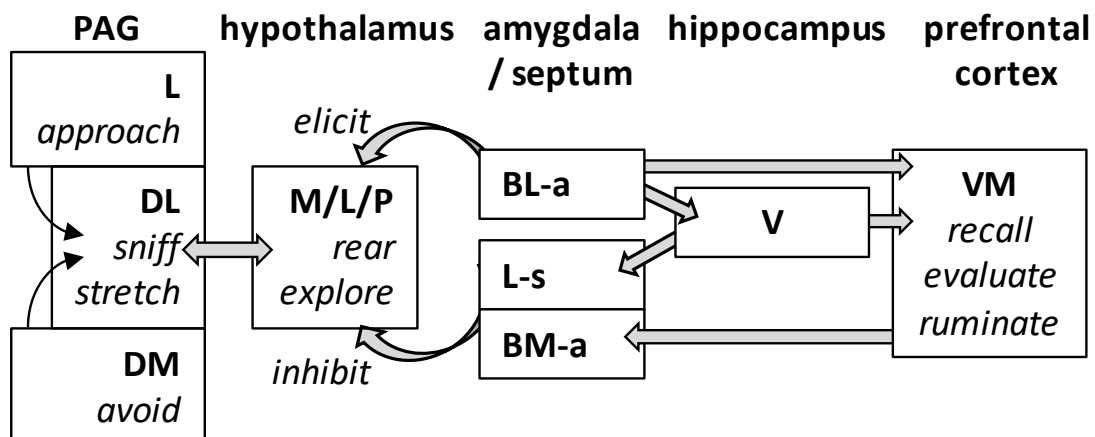 PAG hypothalamus amygdala hippocampus prefrontal
/ septum cortex
L
approach
elicit
BL-a
DL
sniff
stretch
M/L/P
rear
explore
V
VM
recall
evaluate
ruminate
L-s
BM-a
inhibit
DM
avoid